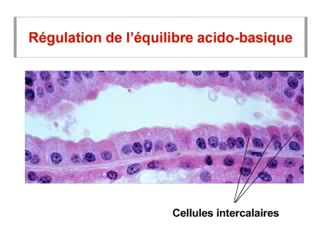 Régulation de l'équilibre acido-basique
Cellules intercalaires